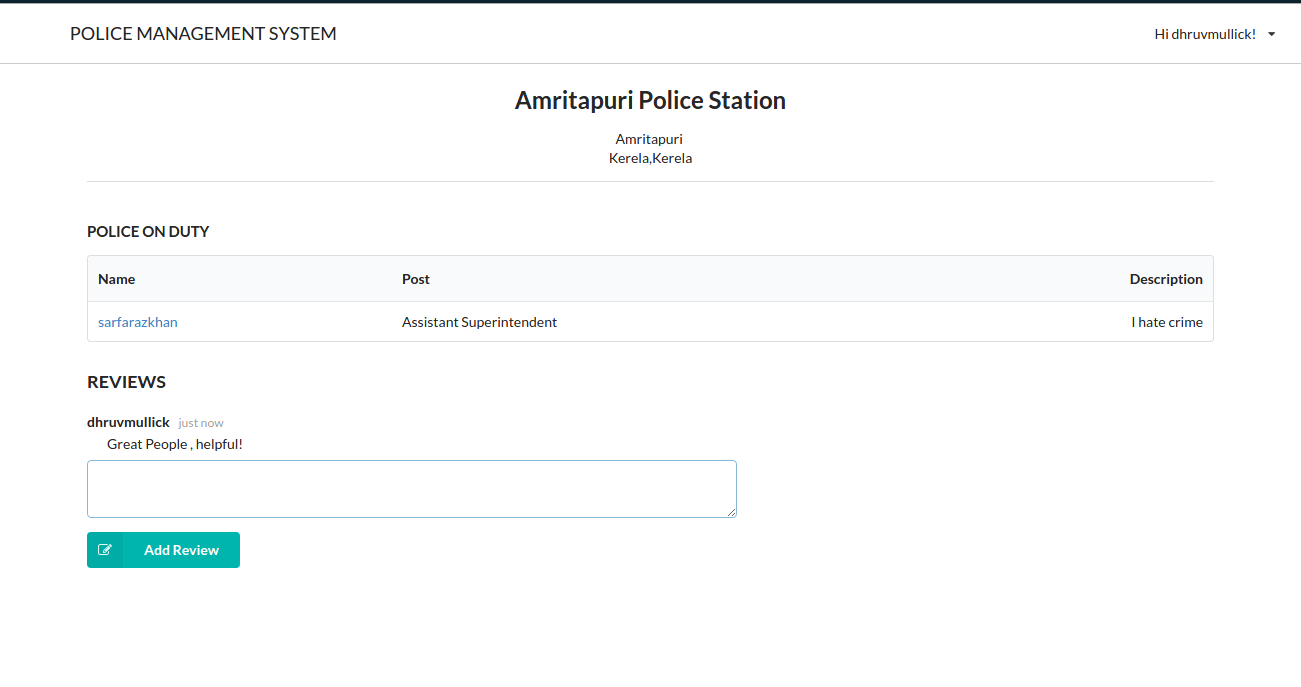 POLICE MANAGEMENT SYSTEM
Hi dhruvmullick!
Amritapuri Police Station
Amritapuri
Kerela,Kerela
POLICE ON DUTY
Name Post Description
sarfarazkhan Assistant Superintendent I hate crime
REVIEWS
dhruvmullick just now
Great People , helpful!
Add Review